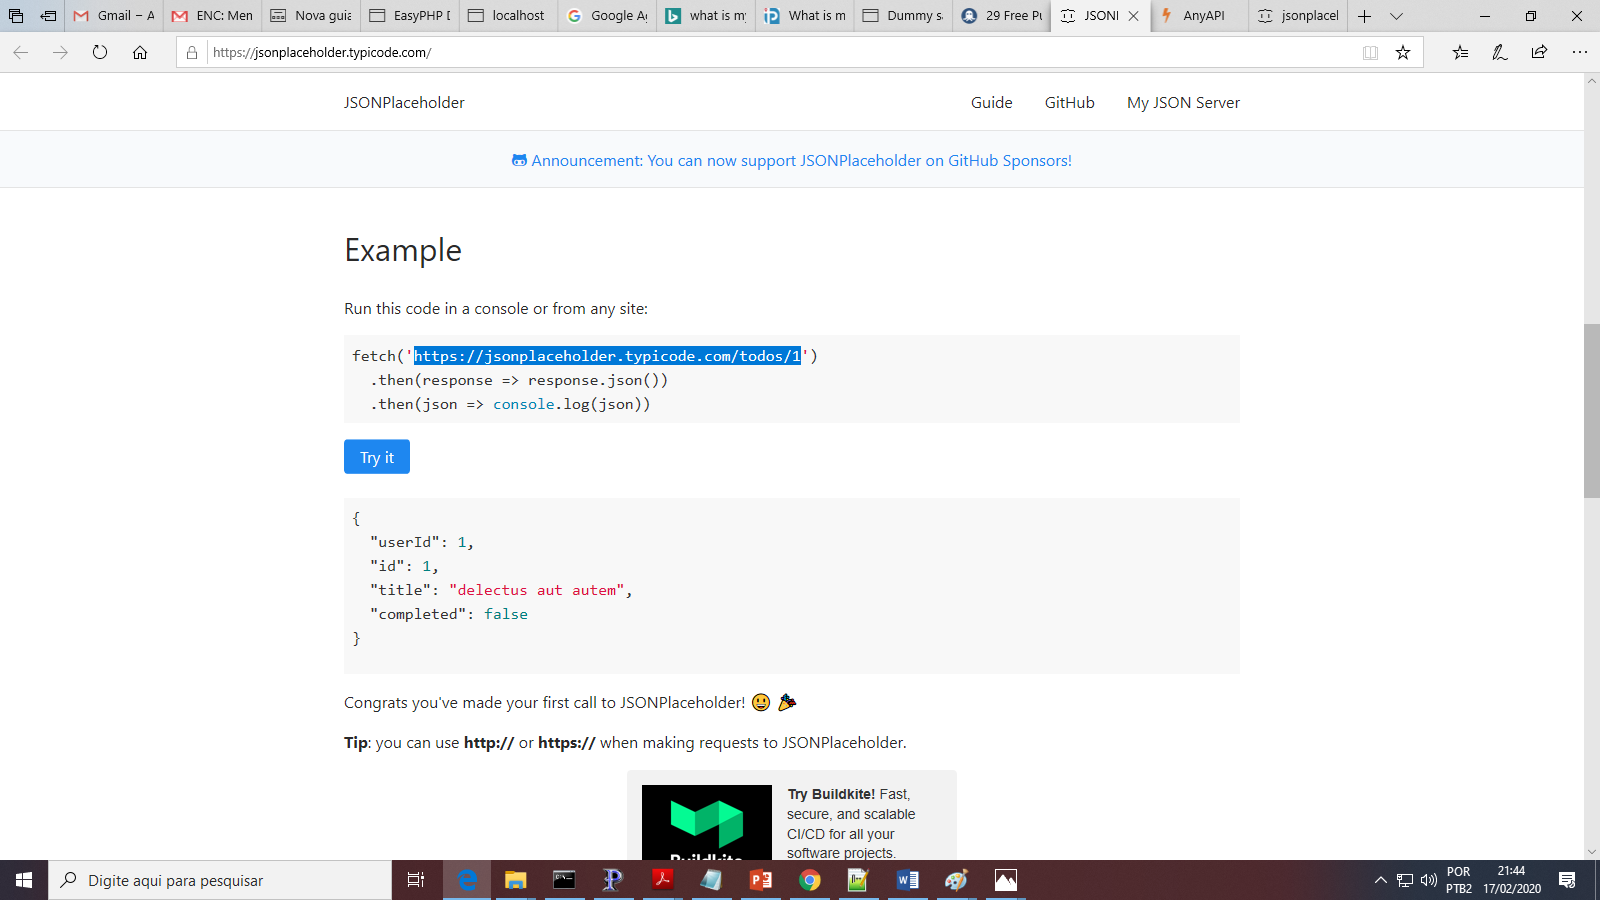 Gmail – A
ENC: Men
Nova guia
EasyPHP D
localhost
Google Ag
what is my
What is m
Dummy sa
29 Free Pu
JSONI
AnyAPI
jsonplacel
https://jsonplaceholder.typicode.com/
JSONPlaceholder
Guide
GitHub
My JSON Server
Announcement: You can now support JSONPlaceholder on GitHub Sponsors!
Example
Run this code in a console or from any site:
fetch('https://jsonplaceholder.typicode.com/todos/1')
.then(response => response.json())
.then(json => console.log(json))
Try it
{
"userId": 1,
"id": 1,
"title": "delectus aut autem",
"completed": false
}
Congrats you've made your first call to JSONPlaceholder! 😀 🎉
Tip: you can use http:// or https:// when making requests to JSONPlaceholder.
Try Buildkite! Fast,
secure, and scalable
CI/CD for all your
software projects.
Buildkite
Digite aqui para pesquisar
POR
PTB2
21:44
17/02/2020